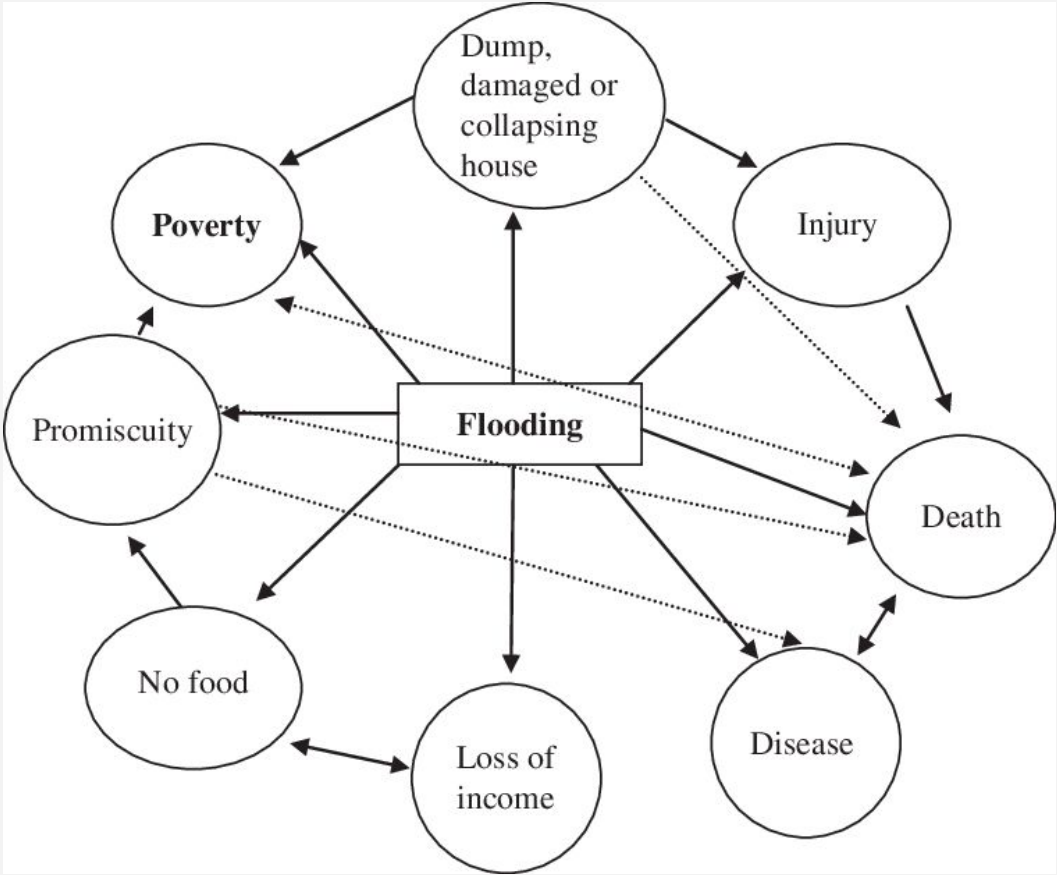 Dump,
damaged or
collapsing
house
Poverty
Injury
Promiscuity
Flooding
Death
No food
Loss of
income
Disease